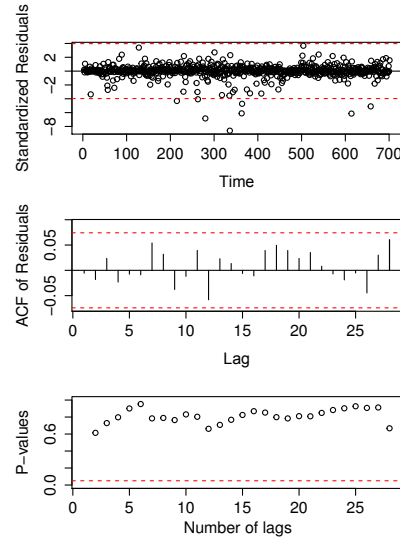 Standardized Residuals
2
-2
-8
0 100 200 300 400 500 600 700
Time
ACF of Residuals
0.05
-0.05
0 5 10 15 20 25
Lag
P-values
0.6
0.0
0 5 10 15 20 25
Number of lags